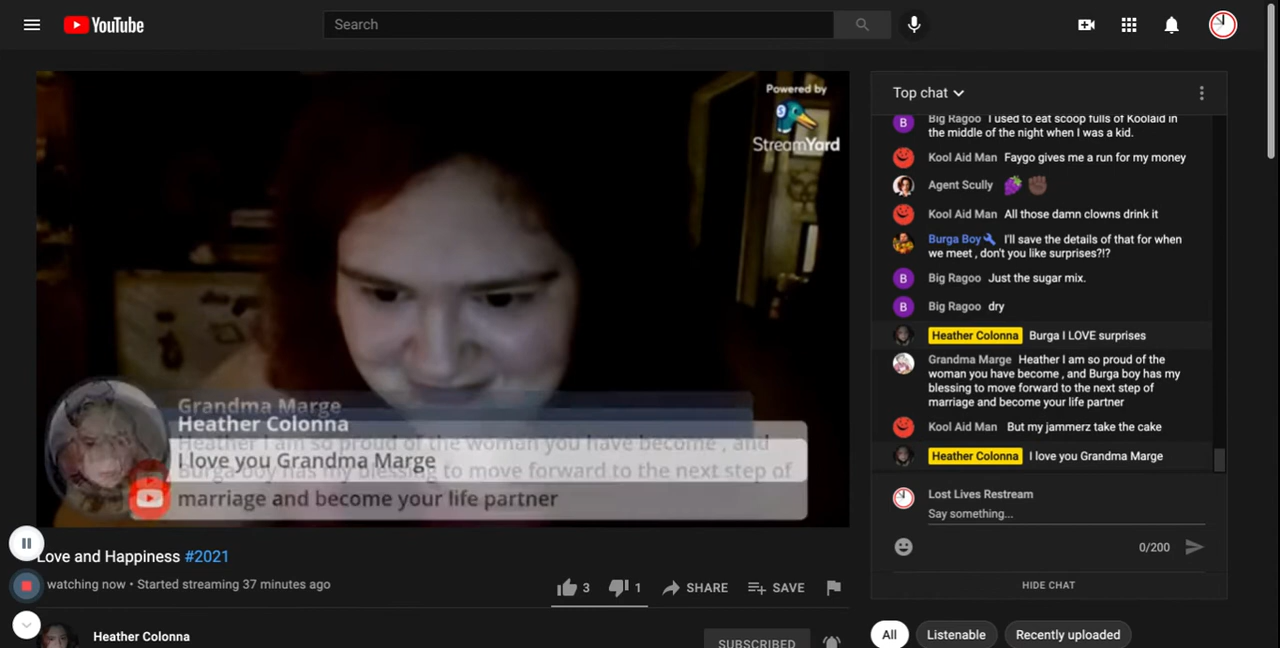 YouTube
Search
Powered by
StreamYard
Grandma Marge
Heather Colonna
Heather I am so proud of the woman you have become , and
I love you Grandma Marge
Burga boy has my blessing to move forward to the next step of
marriage and become your life partner
Love and Happiness #2021
watching now • Started streaming 37 minutes ago
3
1
SHARE
SAVE
Heather Colonna
SUBSCRIBED
Top chat
B
Big Ragoo I used to eat scoop fulls of Koolaid in
the middle of the night when I was a kid.
Kool Aid Man Faygo gives me a run for my money
Agent Scully 🍇 ✊🏾
Kool Aid Man All those damn clowns drink it
Burga Boy I'll save the details of that for when
we meet , don't you like surprises?!?
B
Big Ragoo Just the sugar mix.
B
Big Ragoo dry
Heather Colonna Burga I LOVE surprises
Grandma Marge Heather I am so proud of the
woman you have become , and Burga boy has my
blessing to move forward to the next step of
marriage and become your life partner
Kool Aid Man But my jammerz take the cake
Heather Colonna I love you Grandma Marge
Lost Lives Restream
Say something...
0/200
HIDE CHAT
All
Listenable
Recently uploaded